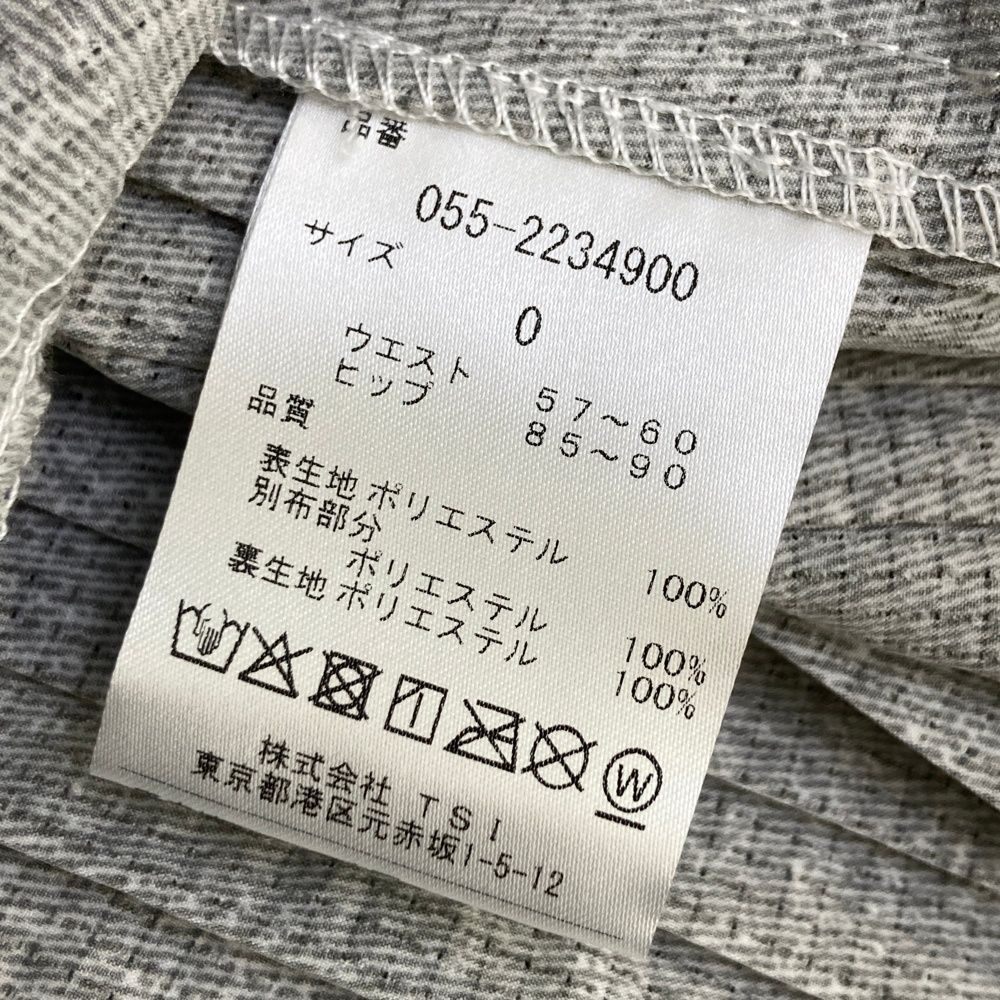 品番
055-2234900
サイズ
0
ウエスト 57～60
ヒップ 85～90
品質
表生地 ポリエステル 100%
別布部分
ポリエステル 100%
裏生地 ポリエステル 100%
W
株式会社 TSI
東京都港区元赤坂1-5-12